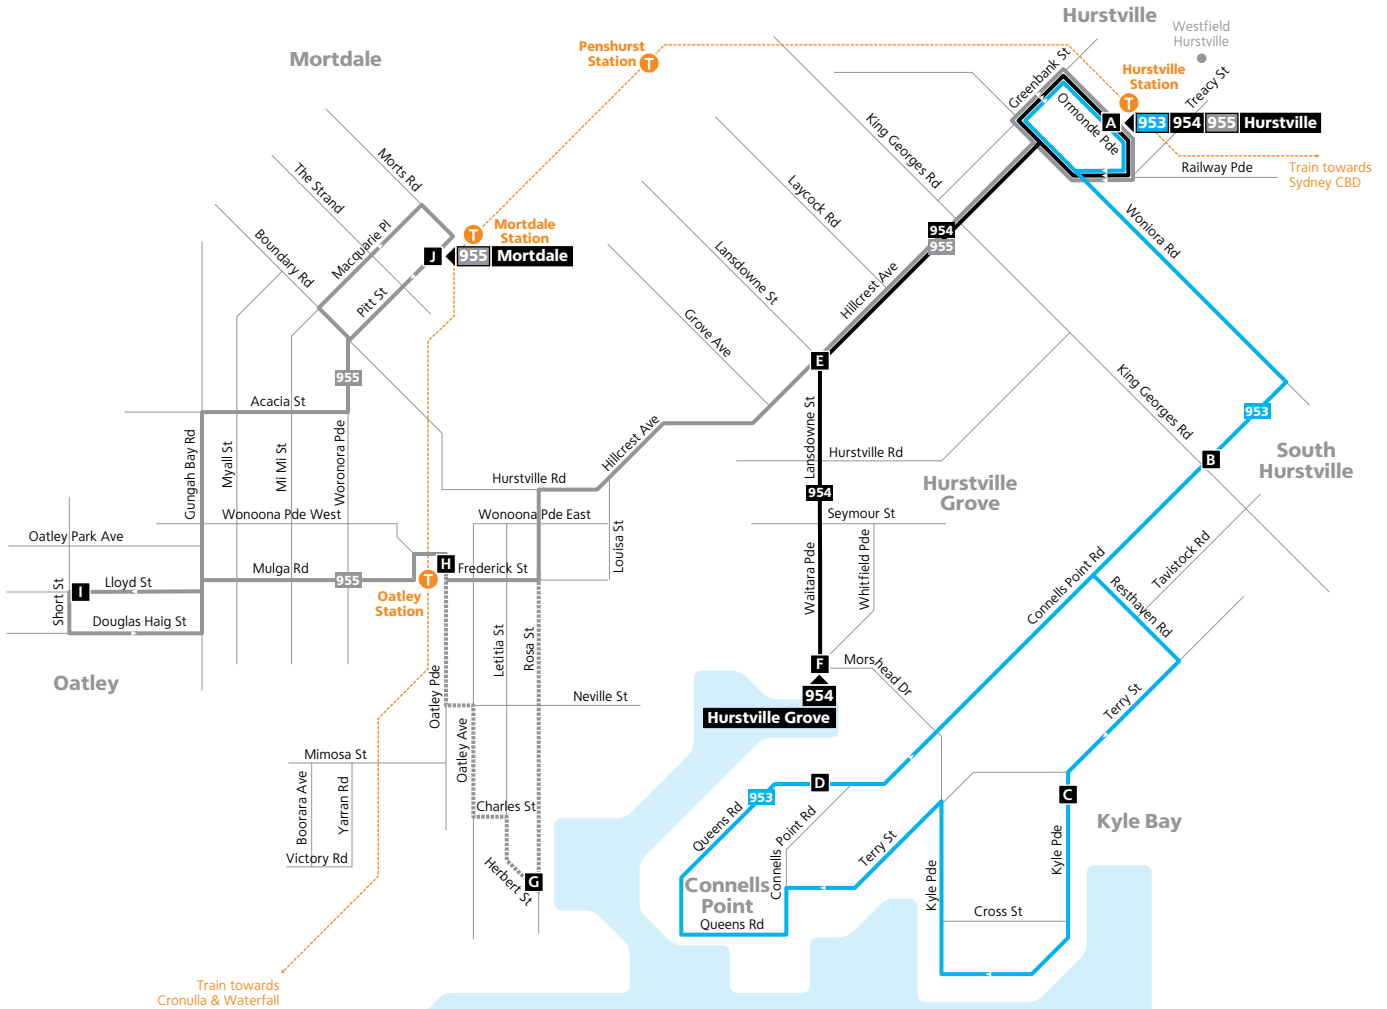 Hurstville
Westfield
Hurstville
Mortdale
Penshurst
Station
T
Greenbank St
Hurstville
Station
T
Treacy St
Ormonde Pde
A
953 954 955 Hurstville
King Georges Rd
Morts Rd
Railway Pde
Train towards
Sydney CBD
The Strand
Laycock Rd
Woniora Rd
Macquarie Pl
T
Mortdale
Station
954
955
Boundary Rd
J
955 Mortdale
Lansdowne St
Hillcrest Ave
Pitt St
Grove Ave
E
955
King Georges Rd
Acacia St
953
Lansdowne St
Hillcrest Ave
Gungah Bay Rd
Myall St
Mi Mi St
Woronora Pde
Hurstville Rd
B
South
Hurstville
Hurstville Rd
954
Hurstville
Grove
Wonoona Pde West
Wonoona Pde East
Seymour St
Oatley Park Ave
Louisa St
Waitara Pde
Whitfield Pde
Tavistock Rd
Connells Point Rd
Resthaven Rd
H
Mulga Rd
955
T
Frederick St
Oatley
Station
Short St
I
Lloyd St
Douglas Haig St
Letitia St
Rosa St
F
Morshead Dr
954
Hurstville Grove
Oatley
Oatley Pde
Neville St
Terry St
Oatley Ave
Mimosa St
Boorara Ave
Yarran Rd
D
953
C
Charles St
Queens Rd
Connells Point Rd
Terry St
Kyle Bay
Kyle Pde
Victory Rd
Herbert St
G
Connells
Point
Kyle Pde
Queens Rd
Cross St
Train towards
Cronulla & Waterfall